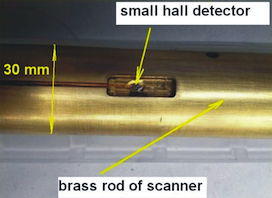 small hall detector
30 mm
brass rod of scanner